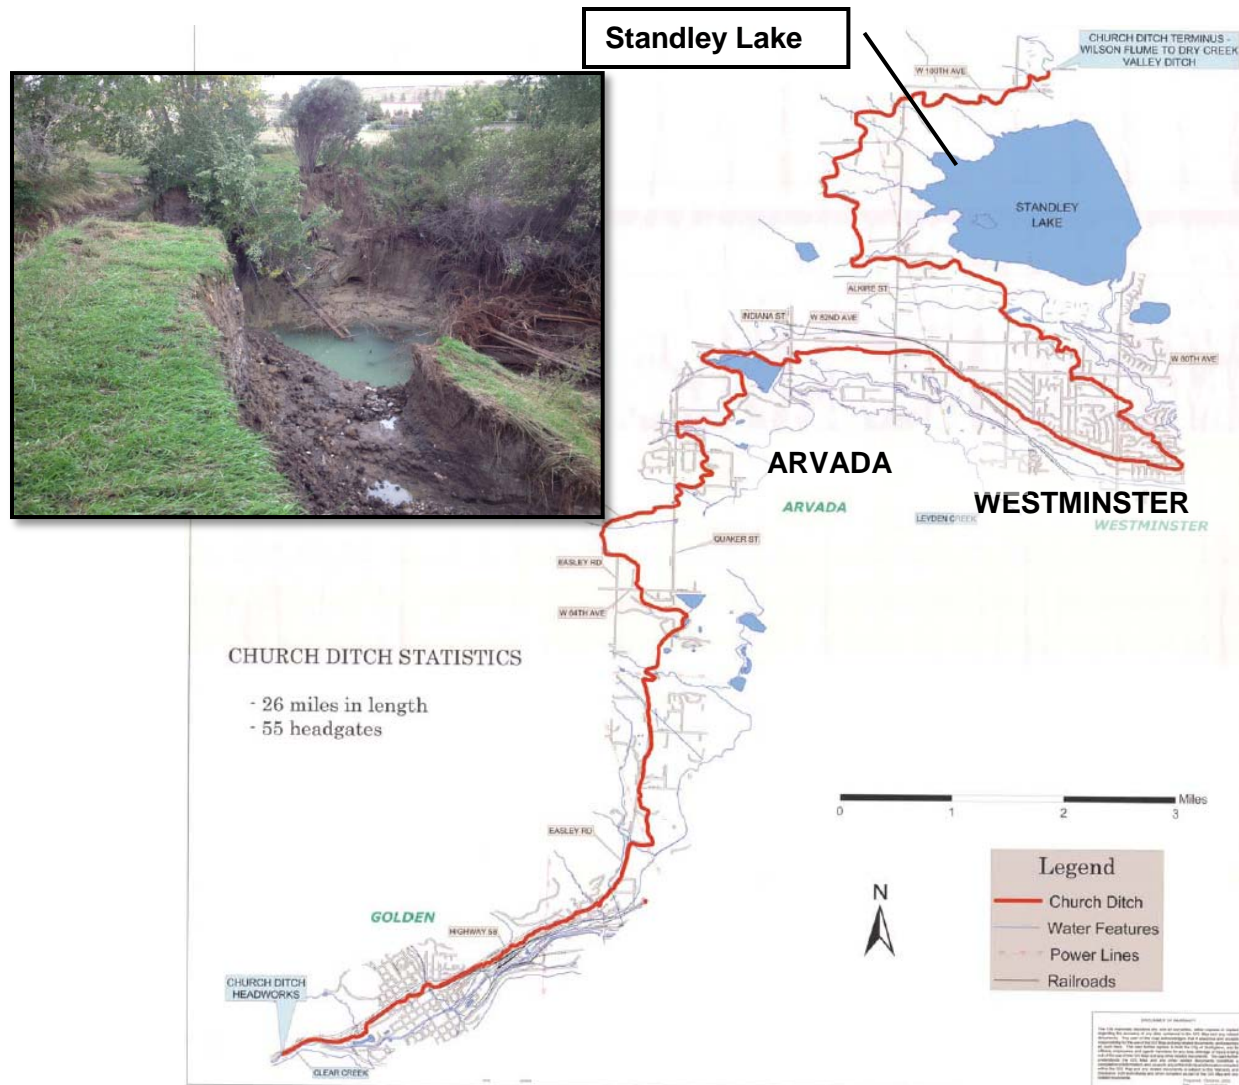 Standley Lake
CHURCH DITCH TERMINUS -
WILSON FLUME TO DRY CREEK
VALLEY DITCH
W 100TH AVE
STANDLEY
LAKE
ALKIRE ST
INDIANA ST
W 82ND AVE
W 80TH AVE
ARVADA
WESTMINSTER
ARVADA
LEYDEN CREEK
WESTMINSTER
QUAKER ST
EASLEY RD
W 64TH AVE
CHURCH DITCH STATISTICS
- 26 miles in length
- 55 headgates
Miles
0 1 2 3
EASLEY RD
GOLDEN
HIGHWAY 58
N
Legend
Church Ditch
Water Features
Power Lines
Railroads
CHURCH DITCH
HEADWORKS
CLEAR CREEK